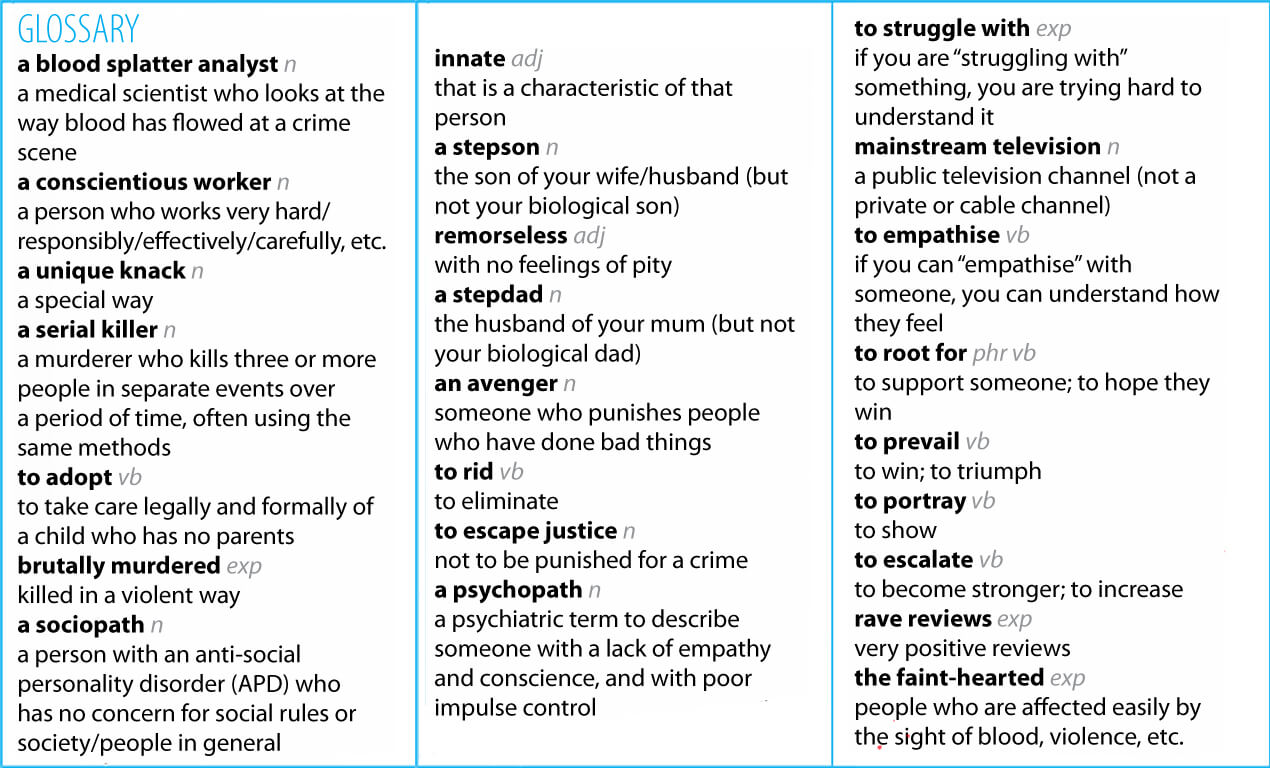 GLOSSARY
a blood splatter analyst n
a medical scientist who looks at the
way blood has flowed at a crime
scene
a conscientious worker n
a person who works very hard/
responsibly/effectively/carefully, etc.
a unique knack n
a special way
a serial killer n
a murderer who kills three or more
people in separate events over
a period of time, often using the
same methods
to adopt vb
to take care legally and formally of
a child who has no parents
brutally murdered exp
killed in a violent way
a sociopath n
a person with an anti-social
personality disorder (APD) who
has no concern for social rules or
society/people in general
innate adj
that is a characteristic of that
person
a stepson n
the son of your wife/husband (but
not your biological son)
remorseless adj
with no feelings of pity
a stepdad n
the husband of your mum (but not
your biological dad)
an avenger n
someone who punishes people
who have done bad things
to rid vb
to eliminate
to escape justice n
not to be punished for a crime
a psychopath n
a psychiatric term to describe
someone with a lack of empathy
and conscience, and with poor
impulse control
to struggle with exp
if you are “struggling with”
something, you are trying hard to
understand it
mainstream television n
a public television channel (not a
private or cable channel)
to empathise vb
if you can “empathise” with
someone, you can understand how
they feel
to root for phr vb
to support someone; to hope they
win
to prevail vb
to win; to triumph
to portray vb
to show
to escalate vb
to become stronger; to increase
rave reviews exp
very positive reviews
the faint-hearted exp
people who are affected easily by
the sight of blood, violence, etc.